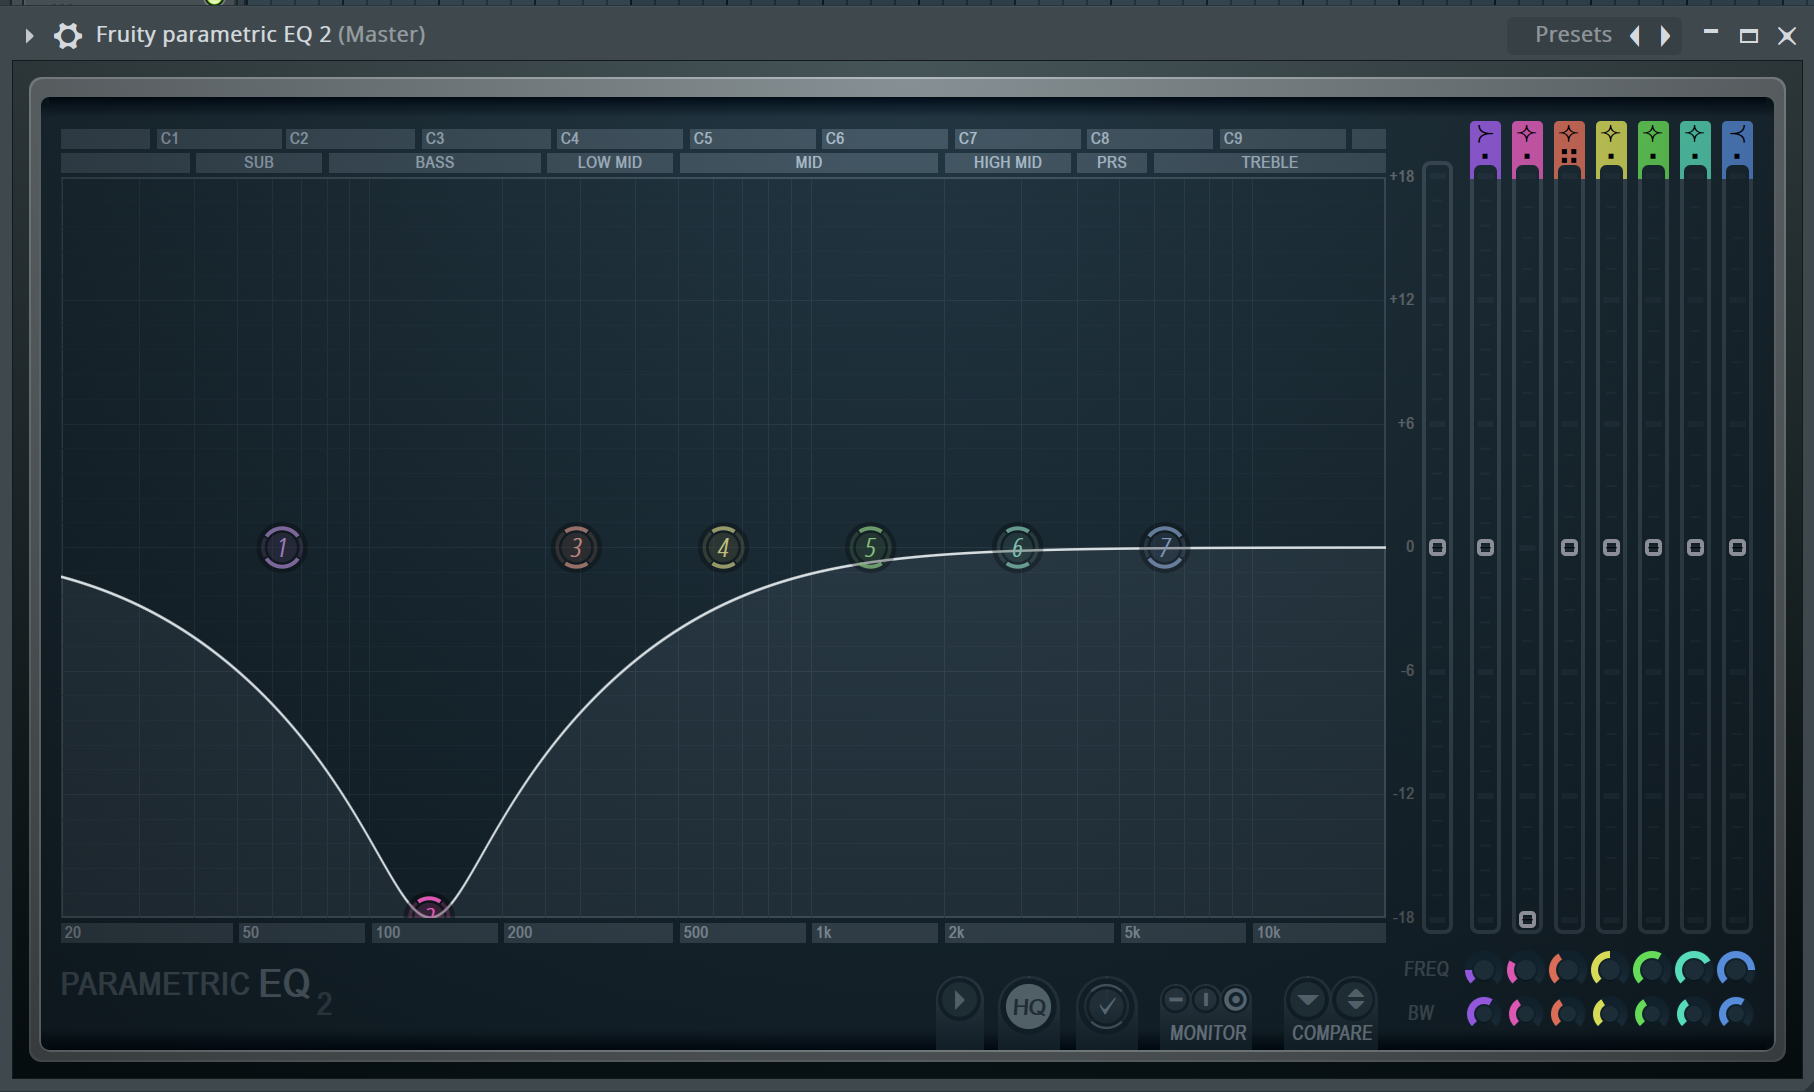 Fruity parametric EQ 2 (Master) Presets
C1 C2 C3 C4 C5 C6 C7 C8 C9
SUB BASS LOW MID MID HIGH MID PRS TREBLE
+18
+12
+6
1 3 4 5 6 7 0
-6
-12
2 -18
20 50 100 200 500 1k 2k 5k 10k
FREQ
PARAMETRIC EQ 2
HQ
BW
MONITOR COMPARE